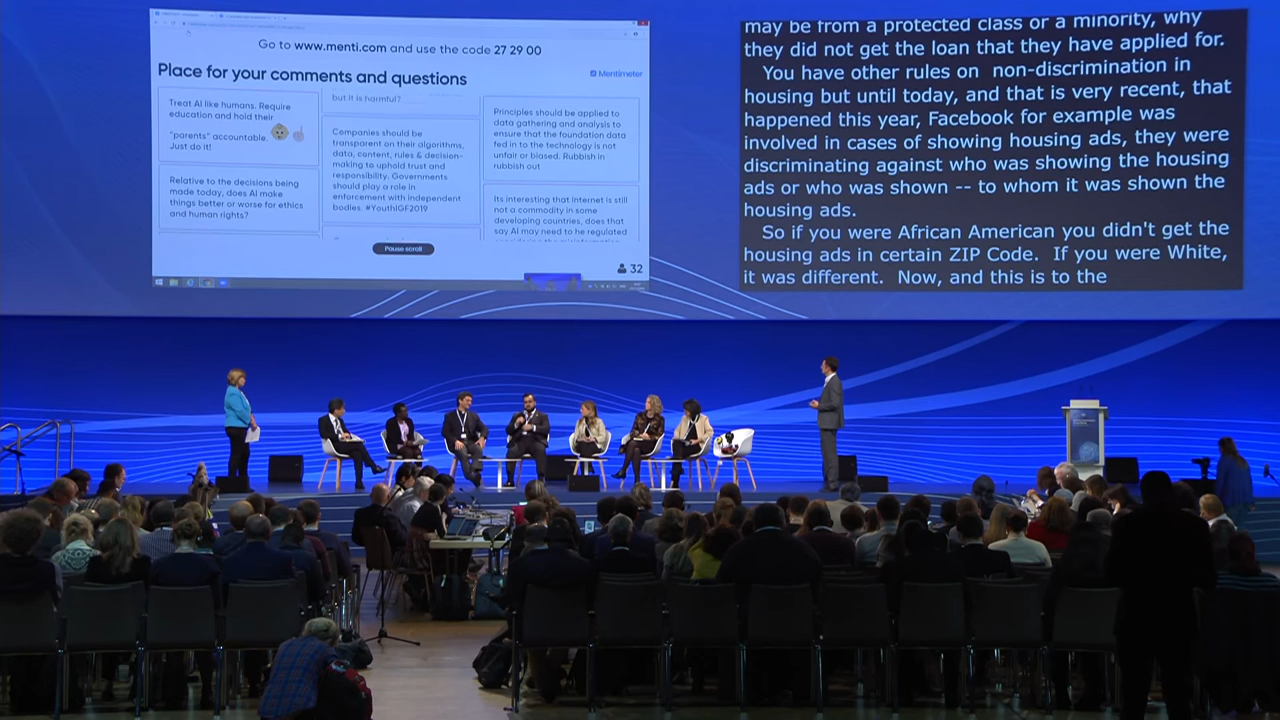 Go to www.menti.com and use the code 27 29 00
Place for your comments and questions
Mentimeter
Treat AI like humans. Require
education and hold their
"parents" accountable.
Just do it!
Relative to the decisions being
made today, does AI make
things better or worse for ethics
and human rights?
but it is harmful?
Companies should be
transparent on their algorithms,
data, content, rules & decision-
making to uphold trust and
responsibility. Governments
should play a role in
enforcement with independent
bodies. #YouthIGF2019
Principles should be applied to
data gathering and analysis to
ensure that the foundation data
fed in to the technology is not
unfair or biased. Rubbish in
rubbish out
Its interesting that internet is still
not a commodity in some
developing countries, does that
say AI may need to be regulated
Pause scroll
32
may be from a protected class or a minority, why
they did not get the loan that they have applied for.
You have other rules on non-discrimination in
housing but until today, and that is very recent, that
happened this year, Facebook for example was
involved in cases of showing housing ads, they were
discriminating against who was showing the housing
ads or who was shown -- to whom it was shown the
housing ads.
So if you were African American you didn't get the
housing ads in certain ZIP Code. If you were White,
it was different. Now, and this is to the